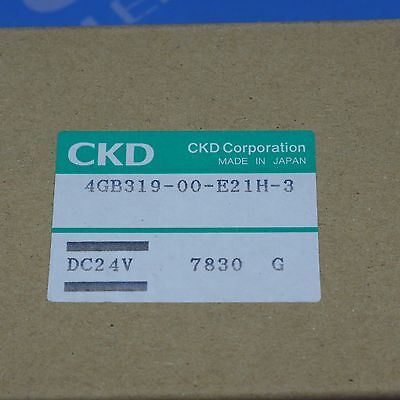 CKD
CKD Corporation
MADE IN JAPAN
4GB319-00-E21H-3
DC24V 7830 G